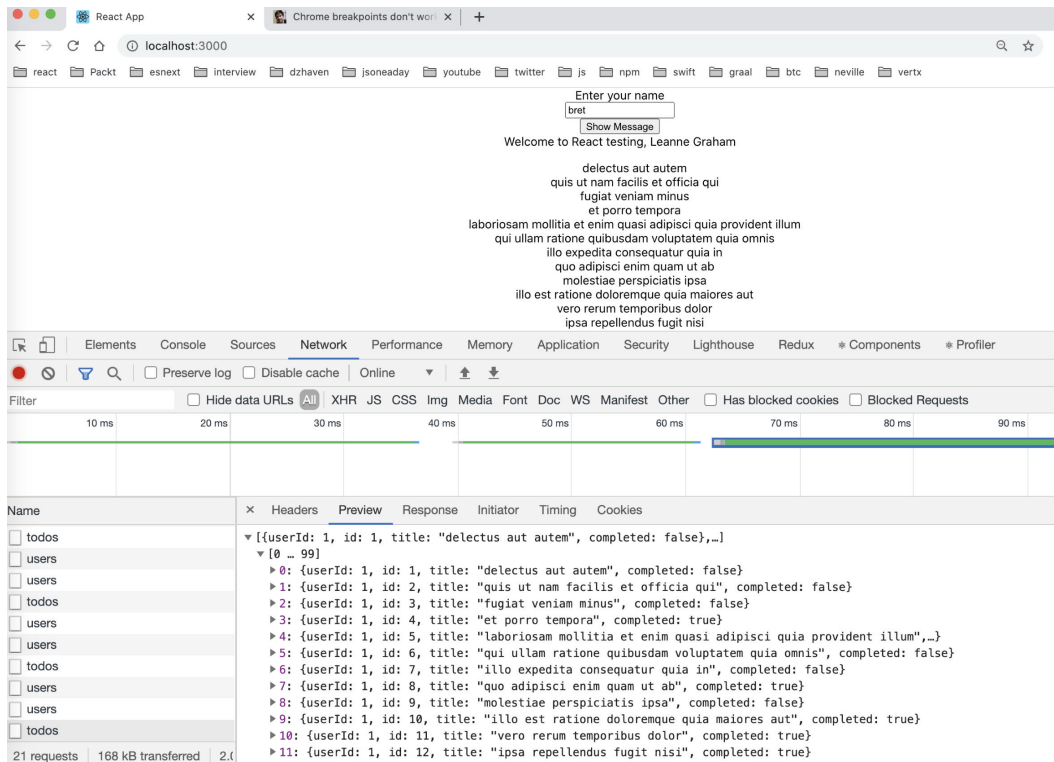 React App × Chrome breakpoints don't wor × +
localhost:3000
react Packt esnext interview dzhaven jsoneaday youtube twitter js npm swift graal btc neville vertx
Enter your name
bret
Show Message
Welcome to React testing, Leanne Graham
delectus aut autem
quis ut nam facilis et officia qui
fugiat veniam minus
et porro tempora
laboriosam mollitia et enim quasi adipisci quia provident illum
qui ullam ratione quibusdam voluptatem quia omnis
illo expedita consequatur quia in
quo adipisci enim quam ut ab
molestiae perspiciatis ipsa
illo est ratione doloremque quia maiores aut
vero rerum temporibus dolor
ipsa repellendus fugit nisi
Elements Console Sources Network Performance Memory Application Security Lighthouse Redux Components Profiler
Preserve log Disable cache Online
Filter Hide data URLs All XHR JS CSS Img Media Font Doc WS Manifest Other Has blocked cookies Blocked Requests
10 ms 20 ms 30 ms 40 ms 50 ms 60 ms 70 ms 80 ms 90 ms
Name × Headers Preview Response Initiator Timing Cookies
todos
users
users
todos
users
users
todos
users
users
todos
21 requests 168 kB transferred 2.0
[{userId: 1, id: 1, title: "delectus aut autem", completed: false},…]
[0 … 99]
0: {userId: 1, id: 1, title: "delectus aut autem", completed: false}
1: {userId: 1, id: 2, title: "quis ut nam facilis et officia qui", completed: false}
2: {userId: 1, id: 3, title: "fugiat veniam minus", completed: false}
3: {userId: 1, id: 4, title: "et porro tempora", completed: true}
4: {userId: 1, id: 5, title: "laboriosam mollitia et enim quasi adipisci quia provident illum",…}
5: {userId: 1, id: 6, title: "qui ullam ratione quibusdam voluptatem quia omnis", completed: false}
6: {userId: 1, id: 7, title: "illo expedita consequatur quia in", completed: false}
7: {userId: 1, id: 8, title: "quo adipisci enim quam ut ab", completed: true}
8: {userId: 1, id: 9, title: "molestiae perspiciatis ipsa", completed: false}
9: {userId: 1, id: 10, title: "illo est ratione doloremque quia maiores aut", completed: true}
10: {userId: 1, id: 11, title: "vero rerum temporibus dolor", completed: true}
11: {userId: 1, id: 12, title: "ipsa repellendus fugit nisi", completed: true}